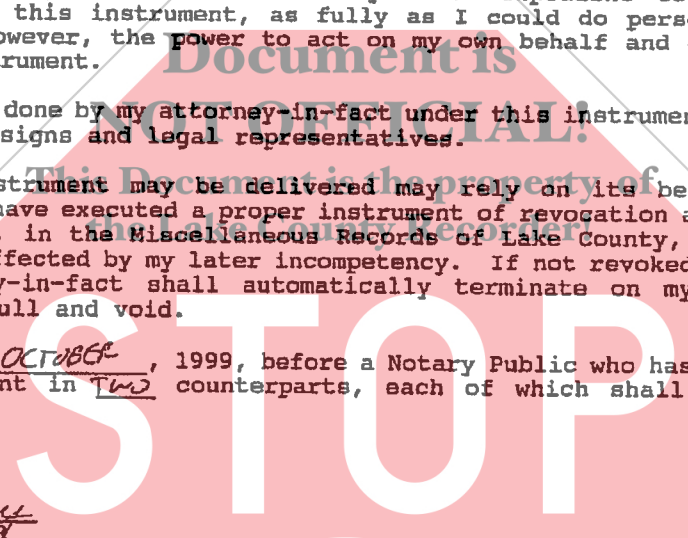 this instrument, as fully as I could do pers
owever, the power to act on my own behalf and
rument.
Document is
done by my attorney-in-fact under this instrumen
NOT OFFICIAL!
signs and legal representatives.
strument may be delivered may rely on its be
This Document is the property of
have executed a proper instrument of revocation a
the Lake County Recorder!
in the Miscellaneous Records of Lake County,
ffected by my later incompetency. If not revoked
y-in-fact shall automatically terminate on my
ull and void.
OCTOBER, 1999, before a Notary Public who has
nt in Two counterparts, each of which shall
STOP